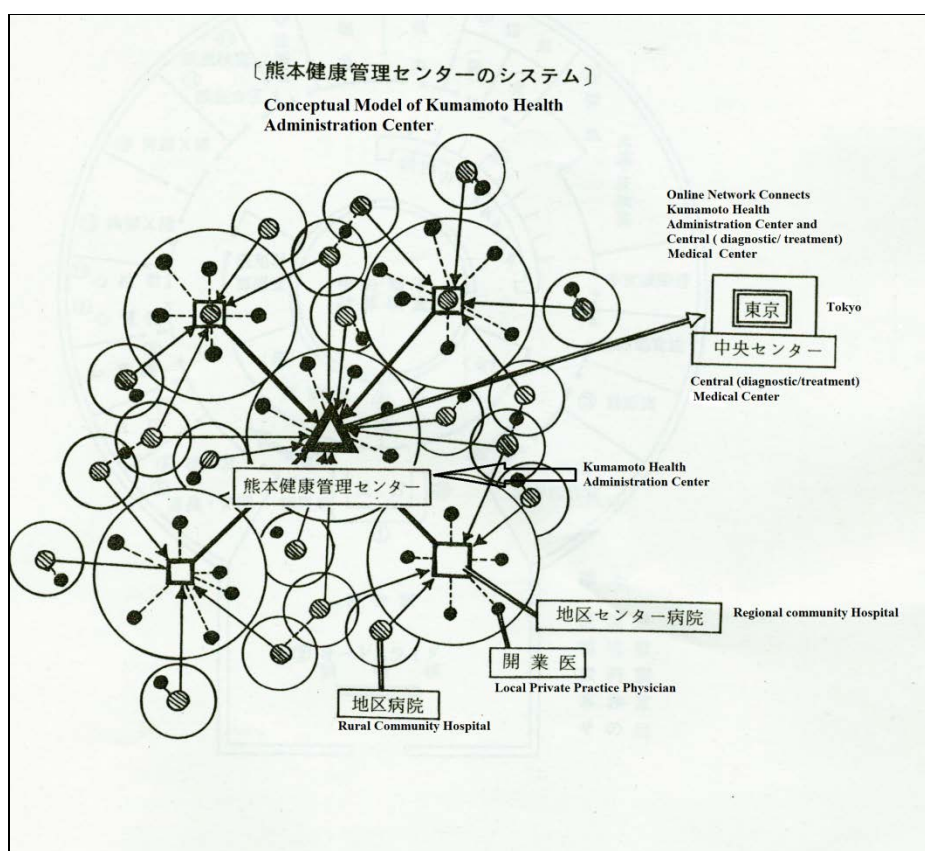 〔熊本健康管理センターのシステム〕
Conceptual Model of Kumamoto Health
Administration Center
Online Network Connects
Kumamoto Health
Administration Center and
Central ( diagnostic/ treatment)
Medical Center
東京
Tokyo
中央センター
Central (diagnostic/treatment)
Medical Center
熊本健康管理センター
Kumamoto Health
Administration Center
地区センター病院
Regional community Hospital
開業医
Local Private Practice Physician
地区病院
Rural Community Hospital